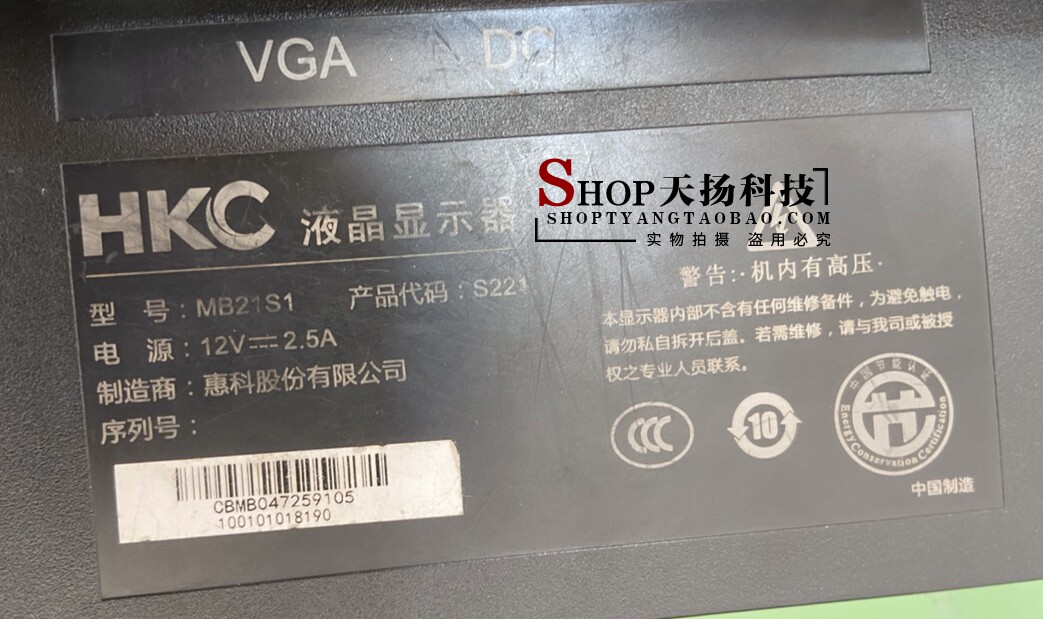 VGA DC
SHOP天扬科技
SHOPTYANGTAOBAO.COM
实物拍摄 盗用必究
HKC 液晶显示器
型 号：MB21S1 产品代码：S221
电 源：12V⎓2.5A
制造商：惠科股份有限公司
序列号：
CBMB047259105
100101018190
警告：·机内有高压·
本显示器内部不含有任何维修备件，为避免触电，
请勿私自拆开后盖。若需维修，请与我司或被授
权之专业人员联系。
CCC
10
中国节能认证
Energy Conservation Certification
中国制造